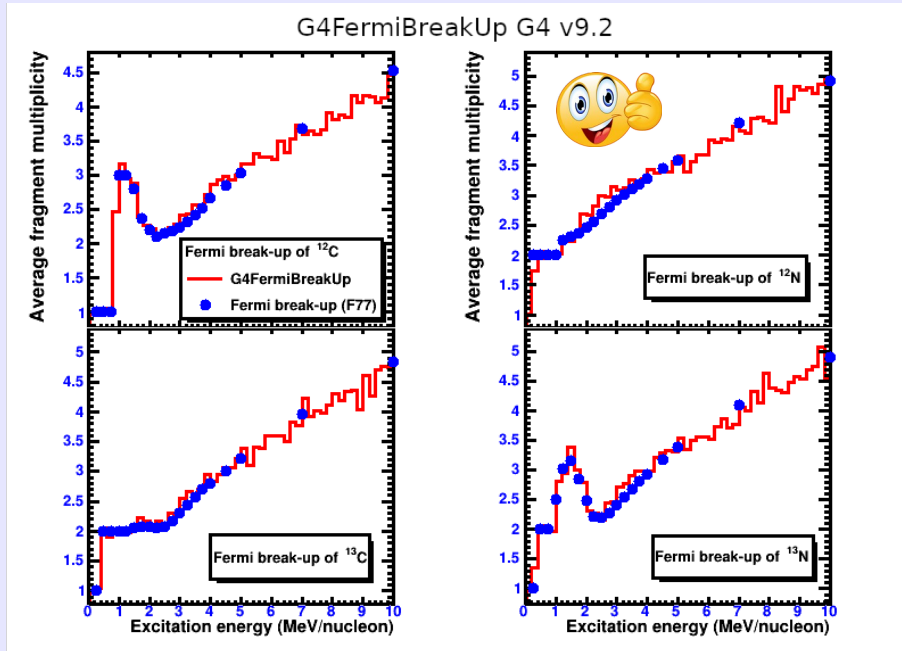 G4FermiBreakUp G4 v9.2
Average fragment multiplicity
4.5
4
3.5
3
2.5
2
1.5
1
Fermi break-up of ¹²C
G4FermiBreakUp
Fermi break-up (F77)
Average fragment multiplicity
5
4.5
4
3.5
3
2.5
2
1.5
1
Fermi break-up of ¹²N
5
4.5
4
3.5
3
2.5
2
1.5
1
Fermi break-up of ¹³C
0 1 2 3 4 5 6 7 8 9 10
Excitation energy (MeV/nucleon)
5
4.5
4
3.5
3
2.5
2
1.5
1
Fermi break-up of ¹³N
0 1 2 3 4 5 6 7 8 9 10
Excitation energy (MeV/nucleon)